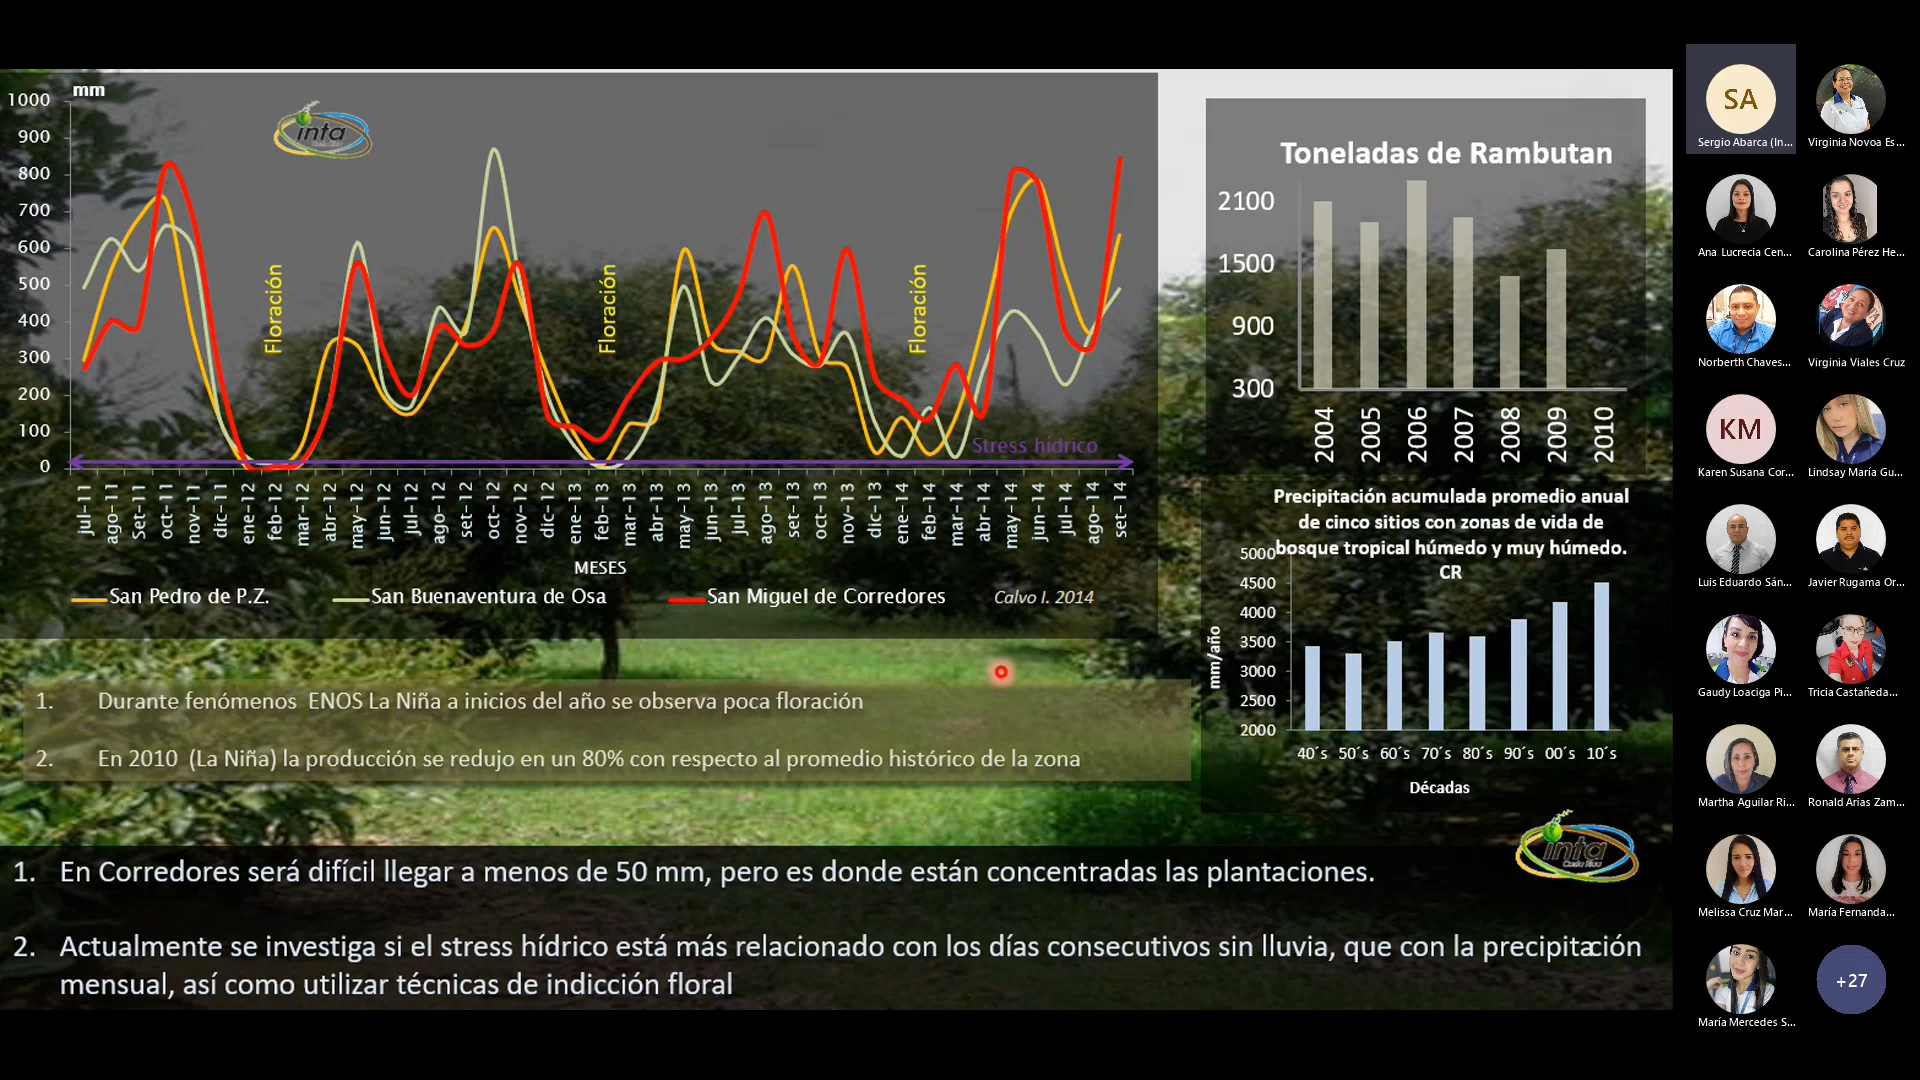 mm
1000
900
800
700
600
500
400
300
200
100
0
inta
Floración
Floración
Floración
Stress hídrico
jul-11
ago-11
Set-11
oct-11
nov-11
dic-11
ene-12
feb-12
mar-12
abr-12
may-12
jun-12
jul-12
ago-12
set-12
oct-12
nov-12
dic-12
ene-13
feb-13
mar-13
abr-13
may-13
jun-13
jul-13
ago-13
set-13
oct-13
nov-13
dic-13
ene-14
feb-14
mar-14
abr-14
may-14
jun-14
jul-14
ago-14
set-14
MESES
San Pedro de P.Z.
San Buenaventura de Osa
San Miguel de Corredores
Calvo I. 2014
Toneladas de Rambutan
2100
1500
900
300
2004
2005
2006
2007
2008
2009
2010
Precipitación acumulada promedio anual
de cinco sitios con zonas de vida de
bosque tropical húmedo y muy húmedo.
CR
5000
4500
4000
3500
3000
2500
2000
mm/año
40´s 50´s 60´s 70´s 80´s 90´s 00´s 10´s
Décadas
1. Durante fenómenos ENOS La Niña a inicios del año se observa poca floración
2. En 2010 (La Niña) la producción se redujo en un 80% con respecto al promedio histórico de la zona
inta
Costa Rica
1. En Corredores será difícil llegar a menos de 50 mm, pero es donde están concentradas las plantaciones.
2. Actualmente se investiga si el stress hídrico está más relacionado con los días consecutivos sin lluvia, que con la precipitación
mensual, así como utilizar técnicas de indicción floral
SA
Sergio Abarca (In...
Virginia Novoa Es...
Ana Lucrecia Cen...
Carolina Pérez He...
Norberth Chaves...
Virginia Viales Cruz
KM
Karen Susana Cor...
Lindsay María Gu...
Luis Eduardo Sán...
Javier Rugama Or...
Gaudy Loaciga Pi...
Tricia Castañeda...
Martha Aguilar Ri...
Ronald Arias Zam...
Melissa Cruz Mar...
María Fernanda...
María Mercedes S...
+27